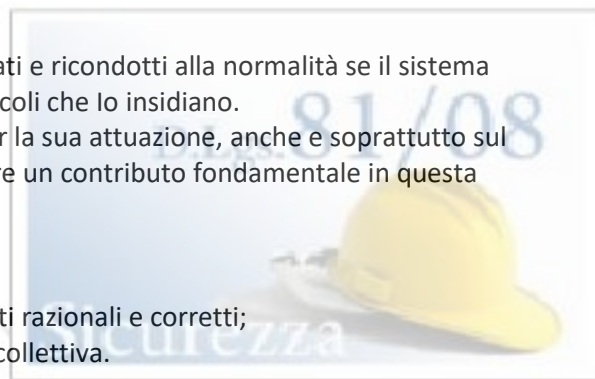 ati e ricondotti alla normalità se il sistema
coli che lo insidiano.
r la sua attuazione, anche e soprattutto sul
D.Lgs. 81/08
re un contributo fondamentale in questa
ti razionali e corretti;
Sicurezza
collettiva.